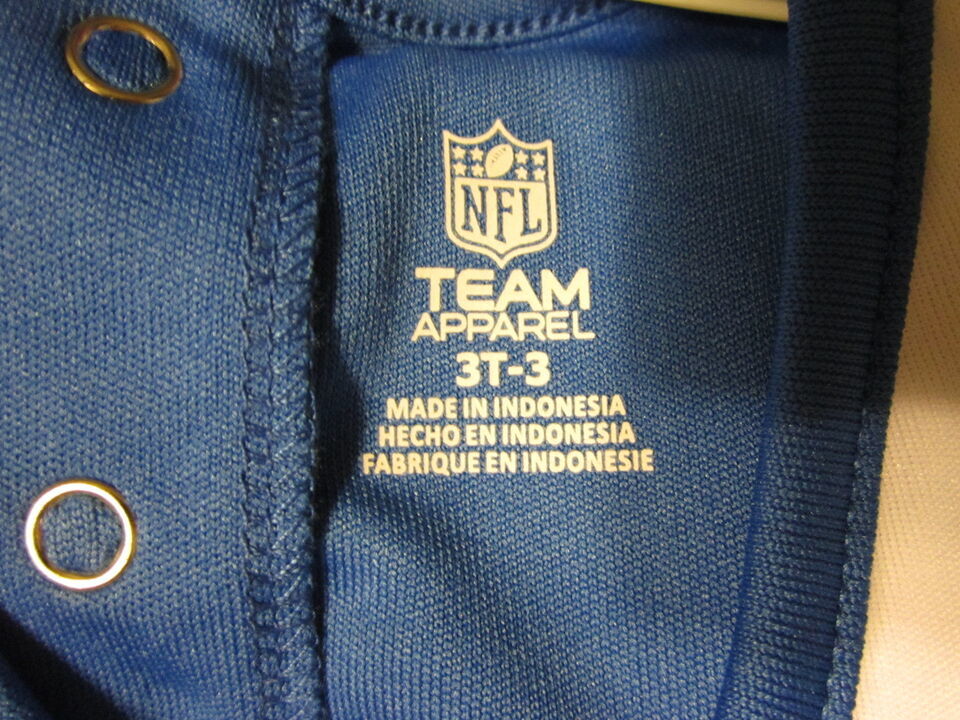 NFL
TEAM
APPAREL
3T-3
MADE IN INDONESIA
HECHO EN INDONESIA
FABRIQUE EN INDONESIE